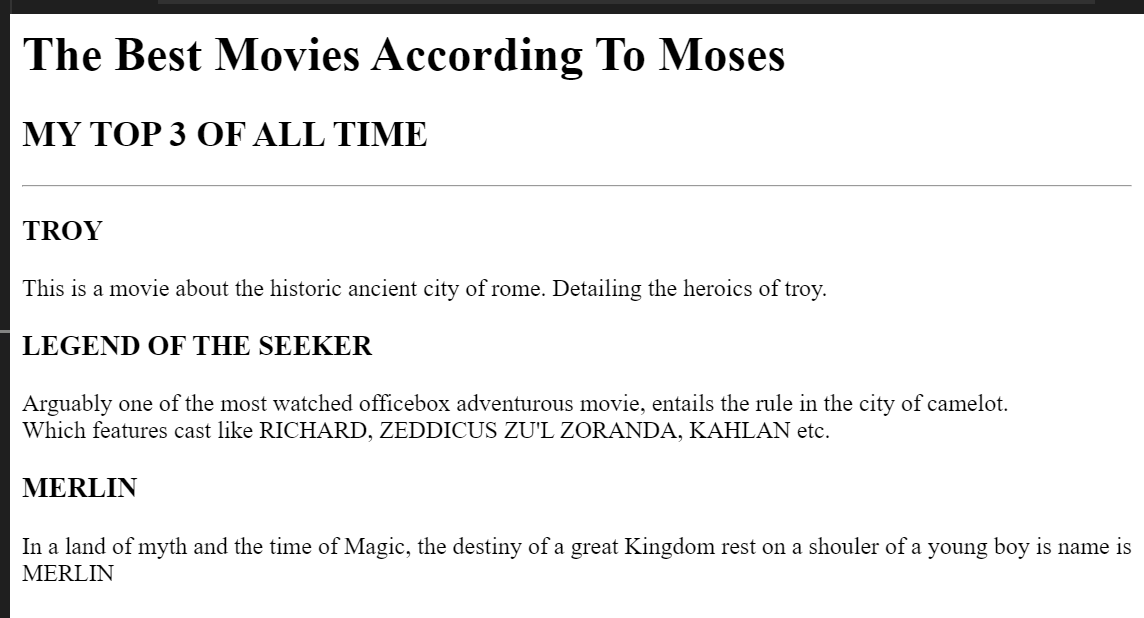 The Best Movies According To Moses
MY TOP 3 OF ALL TIME
TROY
This is a movie about the historic ancient city of rome. Detailing the heroics of troy.
LEGEND OF THE SEEKER
Arguably one of the most watched officebox adventurous movie, entails the rule in the city of camelot.
Which features cast like RICHARD, ZEDDICUS ZU'L ZORANDA, KAHLAN etc.
MERLIN
In a land of myth and the time of Magic, the destiny of a great Kingdom rest on a shouler of a young boy is name is
MERLIN